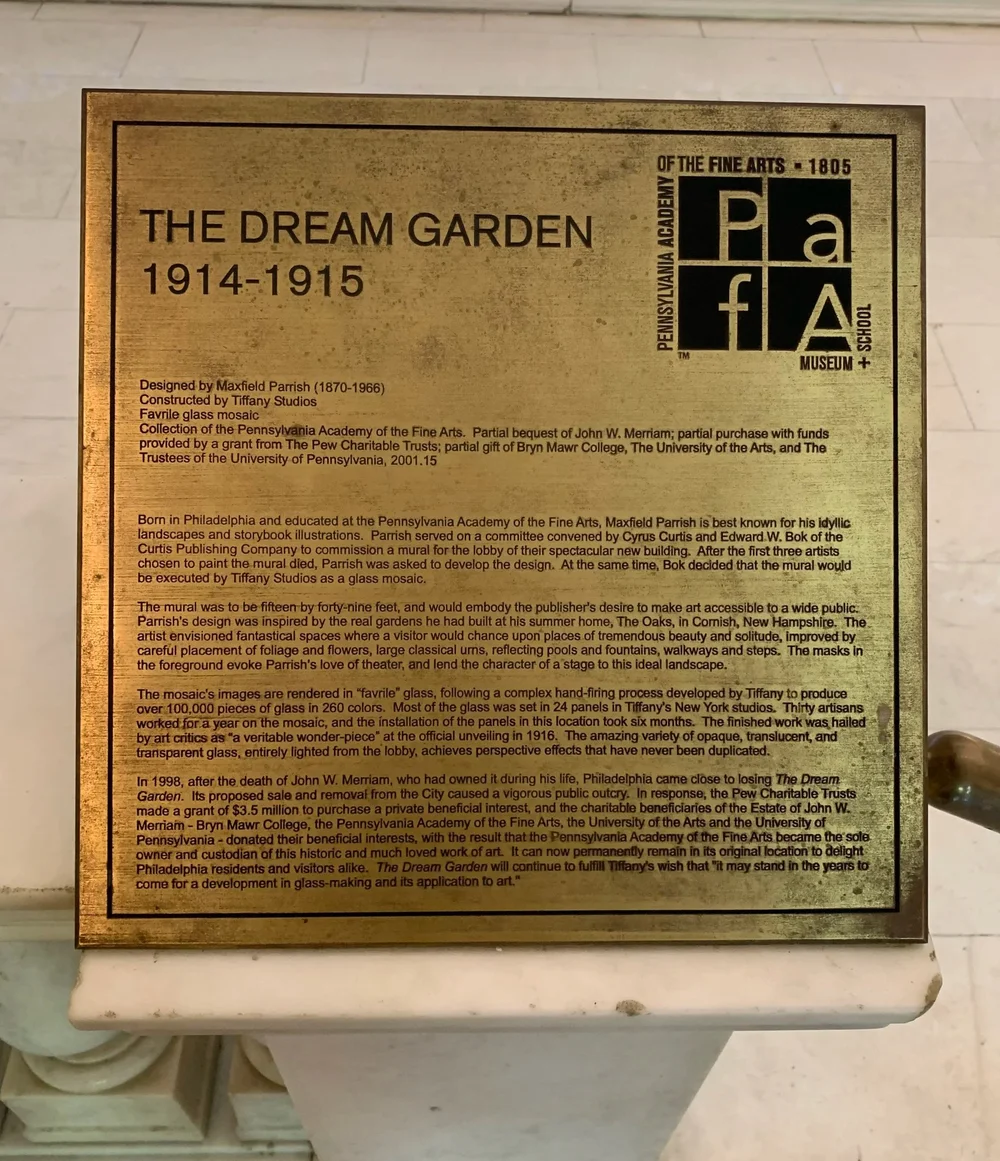 THE DREAM GARDEN
1914-1915
OF THE FINE ARTS ▪ 1805
PENNSYLVANIA ACADEMY
P a
f A
SCHOOL
TM
MUSEUM +
Designed by Maxfield Parrish (1870-1966)
Constructed by Tiffany Studios
Favrile glass mosaic
Collection of the Pennsylvania Academy of the Fine Arts. Partial bequest of John W. Merriam; partial purchase with funds
provided by a grant from The Pew Charitable Trusts; partial gift of Bryn Mawr College, The University of the Arts, and The
Trustees of the University of Pennsylvania, 2001.15
Born in Philadelphia and educated at the Pennsylvania Academy of the Fine Arts, Maxfield Parrish is best known for his idyllic
landscapes and storybook illustrations. Parrish served on a committee convened by Cyrus Curtis and Edward W. Bok of the
Curtis Publishing Company to commission a mural for the lobby of their spectacular new building. After the first three artists
chosen to paint the mural died, Parrish was asked to develop the design. At the same time, Bok decided that the mural would
be executed by Tiffany Studios as a glass mosaic.
The mural was to be fifteen by forty-nine feet, and would embody the publisher's desire to make art accessible to a wide public.
Parrish's design was inspired by the real gardens he had built at his summer home, The Oaks, in Cornish, New Hampshire. The
artist envisioned fantastical spaces where a visitor would chance upon places of tremendous beauty and solitude, improved by
careful placement of foliage and flowers, large classical urns, reflecting pools and fountains, walkways and steps. The masks in
the foreground evoke Parrish's love of theater, and lend the character of a stage to this ideal landscape.
The mosaic's images are rendered in "favrile" glass, following a complex hand-firing process developed by Tiffany to produce
over 100,000 pieces of glass in 260 colors. Most of the glass was set in 24 panels in Tiffany's New York studios. Thirty artisans
worked for a year on the mosaic, and the installation of the panels in this location took six months. The finished work was hailed
by art critics as "a veritable wonder-piece" at the official unveiling in 1916. The amazing variety of opaque, translucent, and
transparent glass, entirely lighted from the lobby, achieves perspective effects that have never been duplicated.
In 1998, after the death of John W. Merriam, who had owned it during his life, Philadelphia came close to losing The Dream
Garden. Its proposed sale and removal from the City caused a vigorous public outcry. In response, the Pew Charitable Trusts
made a grant of $3.5 million to purchase a private beneficial interest, and the charitable beneficiaries of the Estate of John W.
Merriam - Bryn Mawr College, the Pennsylvania Academy of the Fine Arts, the University of the Arts and the University of
Pennsylvania - donated their beneficial interests, with the result that the Pennsylvania Academy of the Fine Arts became the sole
owner and custodian of this historic and much loved work of art. It can now permanently remain in its original location to delight
Philadelphia residents and visitors alike. The Dream Garden will continue to fulfill Tiffany's wish that "it may stand in the years to
come for a development in glass-making and its application to art."